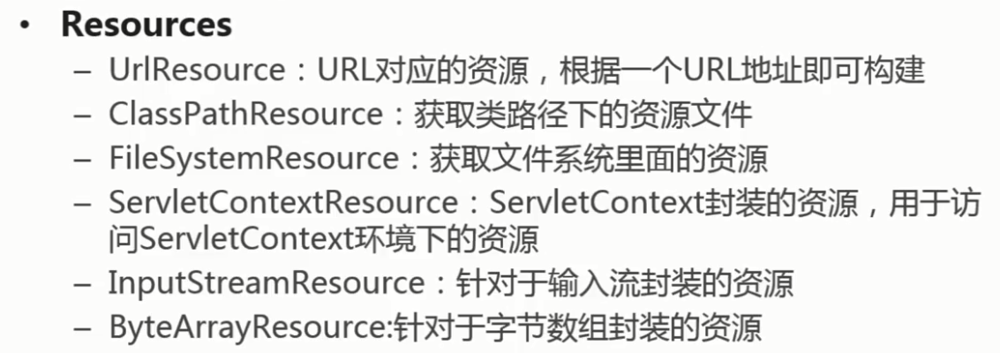 • Resources
– UrlResource：URL对应的资源，根据一个URL地址即可构建
– ClassPathResource：获取类路径下的资源文件
– FileSystemResource：获取文件系统里面的资源
– ServletContextResource：ServletContext封装的资源，用于访
问ServletContext环境下的资源
– InputStreamResource：针对于输入流封装的资源
– ByteArrayResource:针对于字节数组封装的资源